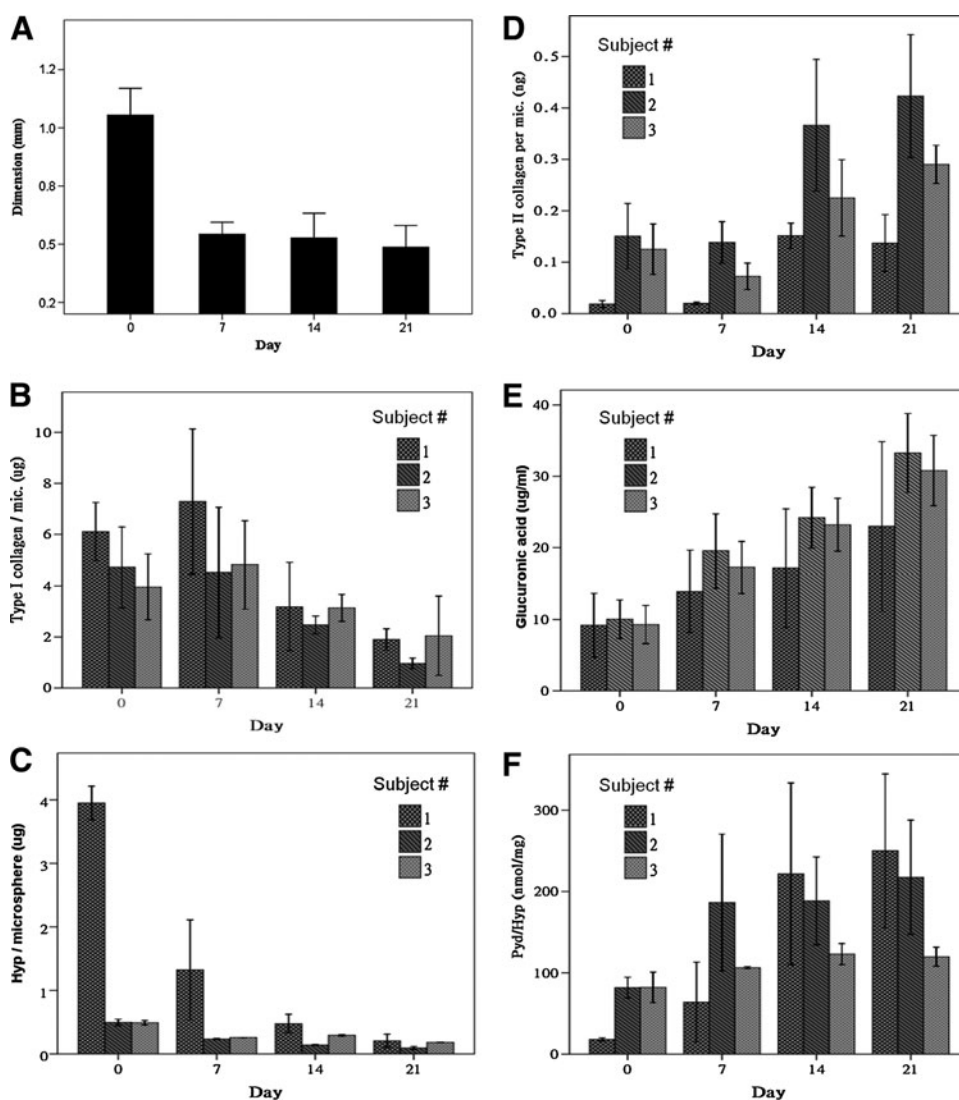 A
Dimension (mm)
1.2
1.0
0.8
0.5
0.2
0 7 14 21
Day
B
Type I collagen / mic. (ug)
Subject #
1
2
3
10
8
6
4
2
0
0 7 14 21
Day
C
Hyp / microsphere (ug)
Subject #
1
2
3
4
3
2
1
0
0 7 14 21
Day
D
Type II collagen per mic. (ng)
Subject #
1
2
3
0.5
0.4
0.3
0.2
0.1
0.0
0 7 14 21
Day
E
Glucuronic acid (ug/ml)
Subject #
1
2
3
40
30
20
10
0
0 7 14 21
Day
F
Pyd/Hyp (nmol/mg)
Subject #
1
2
3
300
200
100
0
0 7 14 21
Day